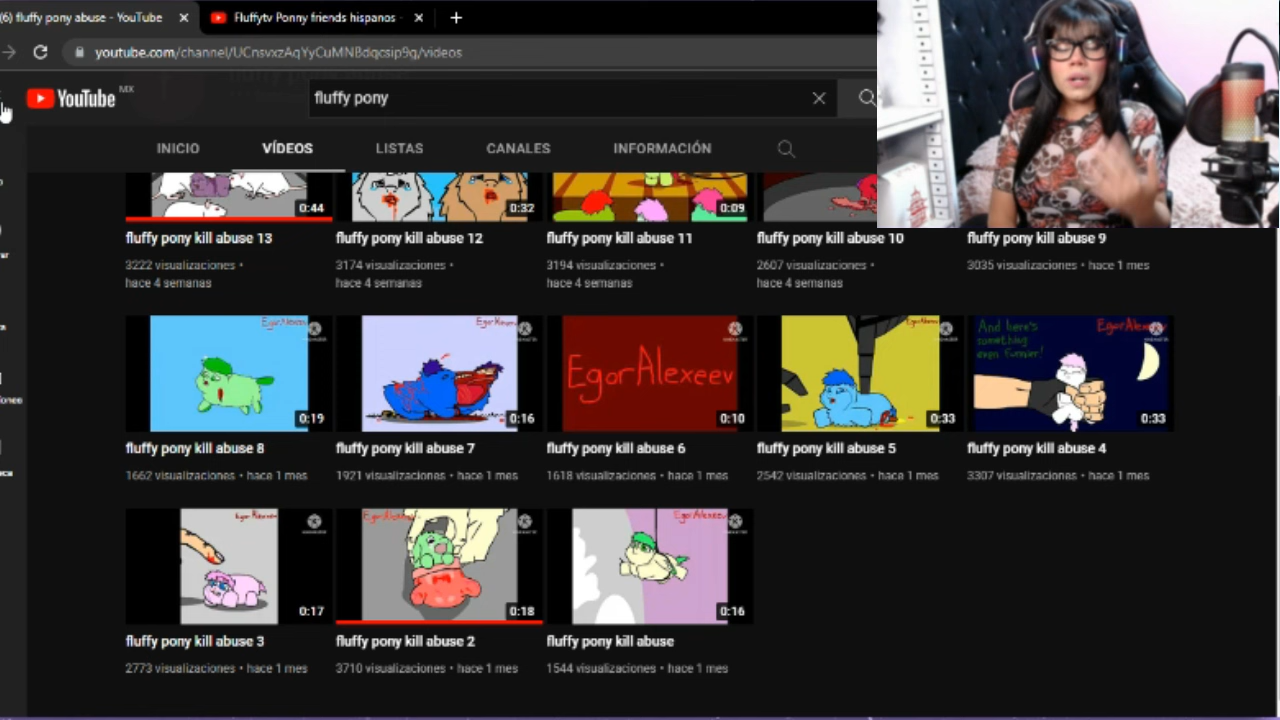 (6) fluffy pony abuse - YouTube
Fluffytv Ponny friends hispanos
youtube.com/channel/UCnsvxzAqYyCuMNBdqcsip9g/videos
YouTube MX
fluffy pony
INICIO VÍDEOS LISTAS CANALES INFORMACIÓN
0:44 0:32 0:09
fluffy pony kill abuse 13 fluffy pony kill abuse 12 fluffy pony kill abuse 11 fluffy pony kill abuse 10 fluffy pony kill abuse 9
3222 visualizaciones • 3174 visualizaciones • 3194 visualizaciones • 2607 visualizaciones • 3035 visualizaciones • hace 1 mes
hace 4 semanas hace 4 semanas hace 4 semanas hace 4 semanas
EgorAlexeev
And here's
something
even funnier!
0:19 0:16 0:10 0:33 0:33
fluffy pony kill abuse 8 fluffy pony kill abuse 7 fluffy pony kill abuse 6 fluffy pony kill abuse 5 fluffy pony kill abuse 4
1662 visualizaciones • hace 1 mes 1921 visualizaciones • hace 1 mes 1618 visualizaciones • hace 1 mes 2542 visualizaciones • hace 1 mes 3307 visualizaciones • hace 1 mes
EgorAlexeev EgorAlexeev EgorAlexeev
0:17 0:18 0:16
fluffy pony kill abuse 3 fluffy pony kill abuse 2 fluffy pony kill abuse
2773 visualizaciones • hace 1 mes 3710 visualizaciones • hace 1 mes 1544 visualizaciones • hace 1 mes